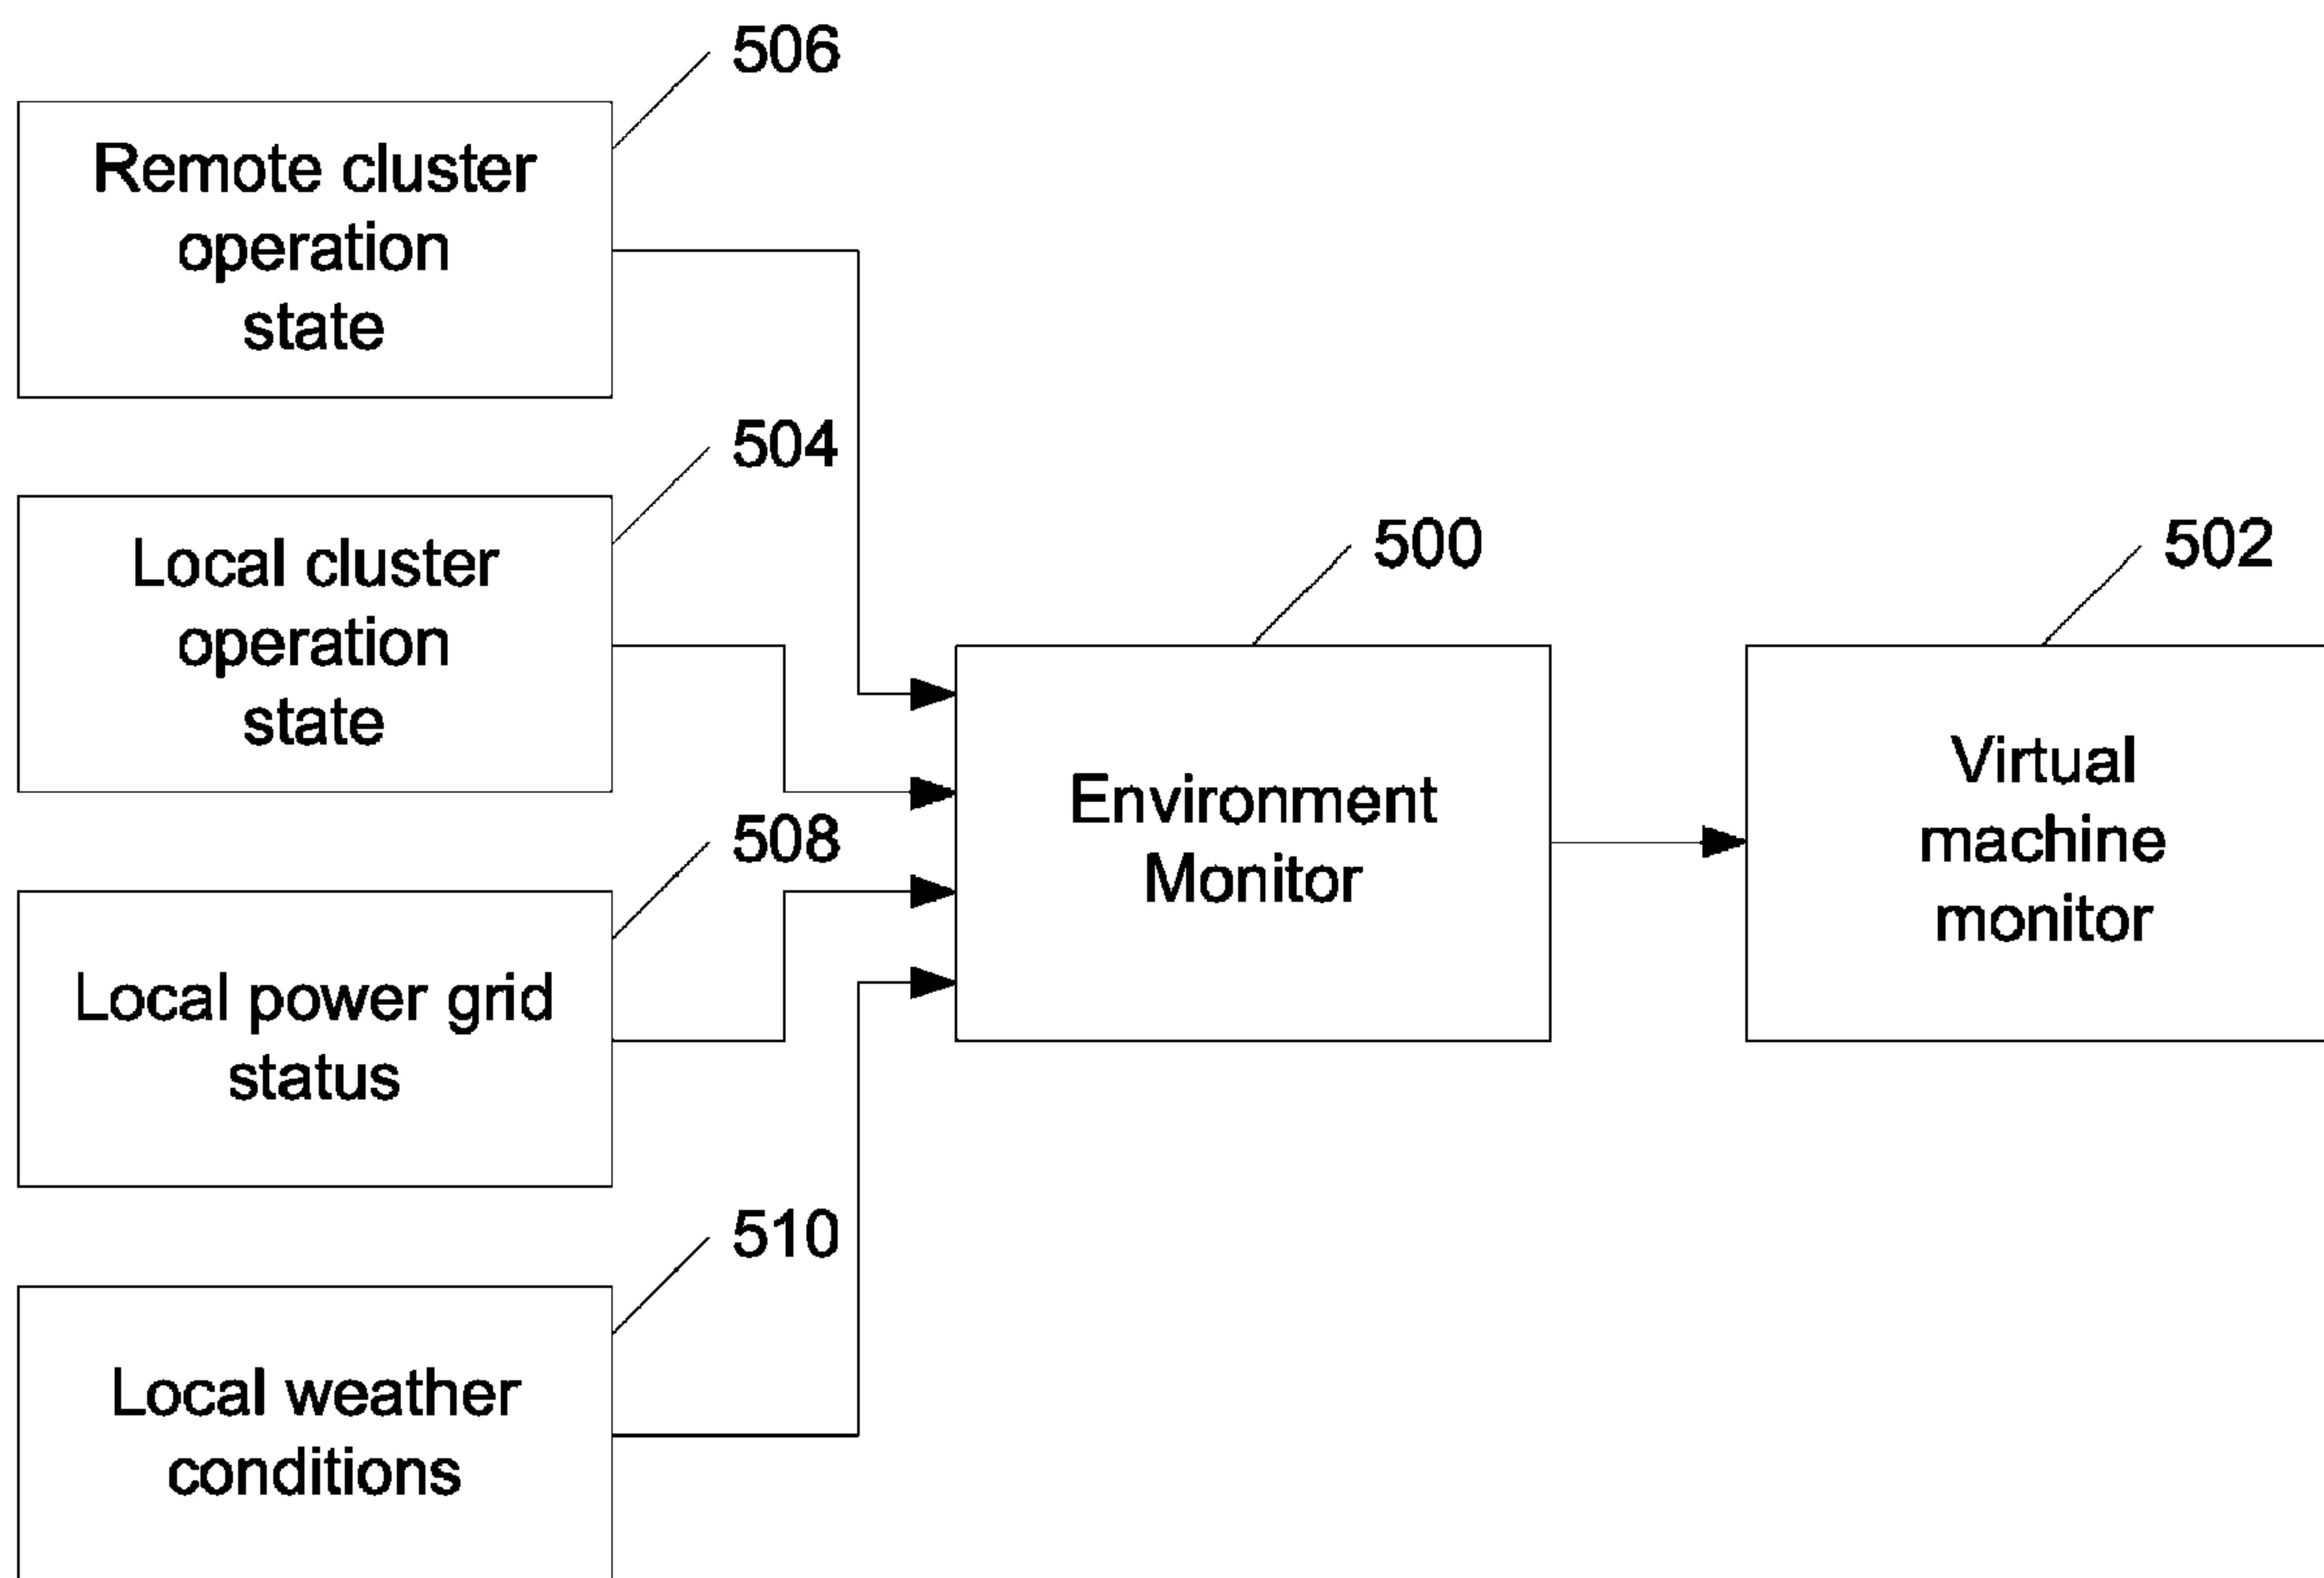 506
Remote cluster
operation
state
504
Local cluster
operation
state
508
Local power grid
status
510
Local weather
conditions
500
Environment
Monitor
502
Virtual
machine
monitor